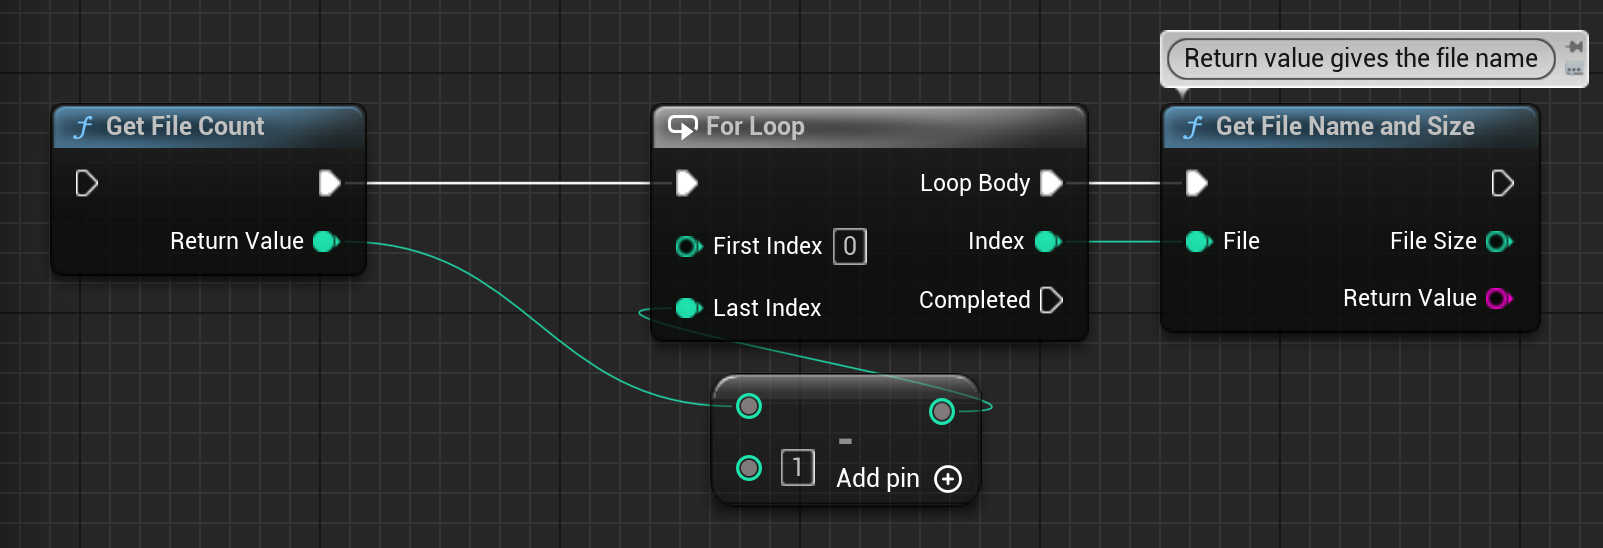 Return value gives the file name
f Get File Count
Return Value
For Loop
Loop Body
First Index 0
Index
Last Index
Completed
- 
1
Add pin
f Get File Name and Size
File
File Size
Return Value